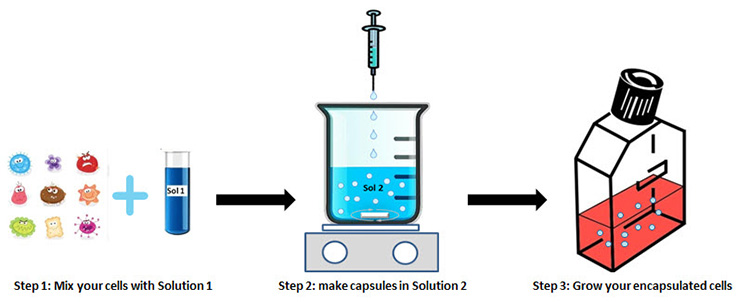 Sol 1
Sol 2
Step 1: Mix your cells with Solution 1
Step 2: make capsules in Solution 2
Step 3: Grow your encapsulated cells